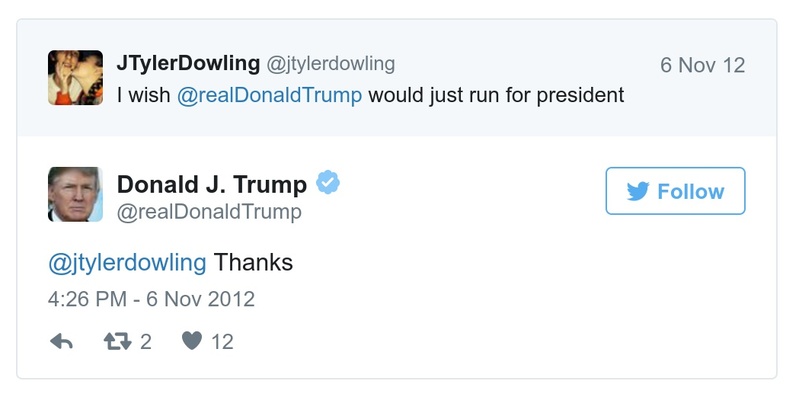 JTylerDowling @jtylerdowling 6 Nov 12
I wish @realDonaldTrump would just run for president
Donald J. Trump
Follow
@realDonaldTrump
@jtylerdowling Thanks
4:26 PM - 6 Nov 2012
2 12